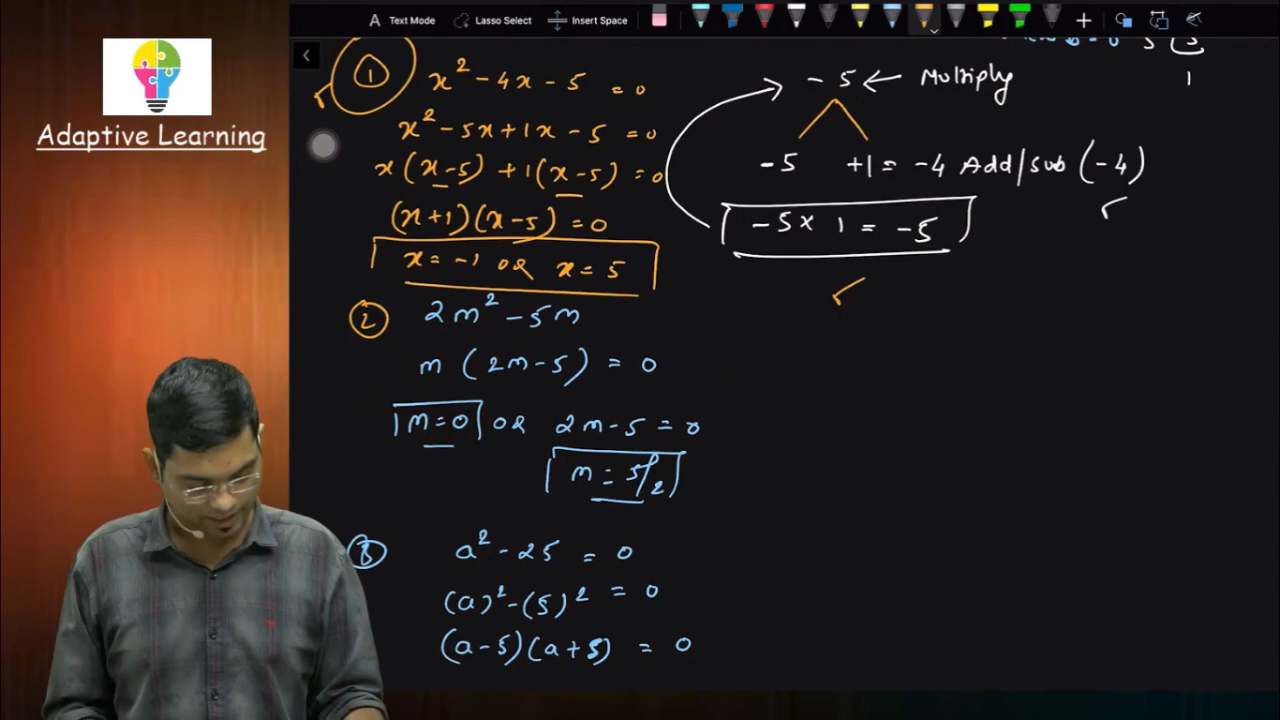 Text Mode Lasso Select Insert Space
Adaptive Learning
① x² - 4x - 5 = 0
x² - 5x + 1x - 5 = 0
x(x-5) + 1(x-5) = 0
(x+1)(x-5) = 0
x = -1 or x = 5
5 3
1
-5 ← Multiply
-5 +1 = -4 Add/sub (-4)
-5 × 1 = -5
② 2m² - 5m
m (2m-5) = 0
m = 0 or 2m - 5 = 0
m = 5/2
③ a² - 25 = 0
(a)² - (5)² = 0
(a-5)(a+5) = 0